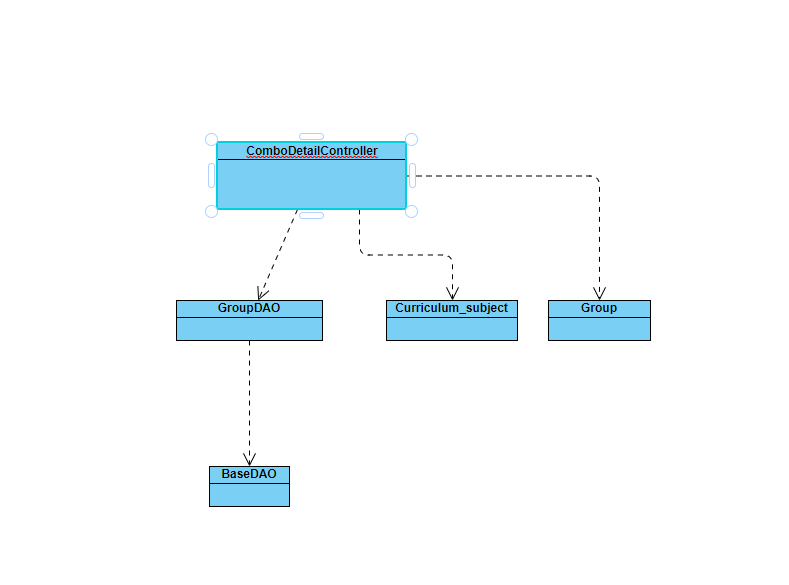 ComboDetailController
GroupDAO
Curriculum_subject
Group
BaseDAO